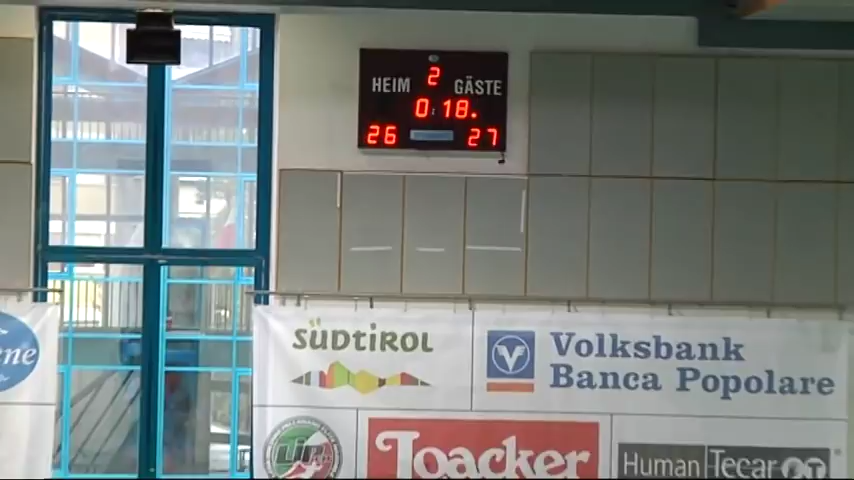 2
HEIM GÄSTE
0:18.
26 27
SÜDTIROL
Volksbank
Banca Popolare
Loacker
Human Tecar